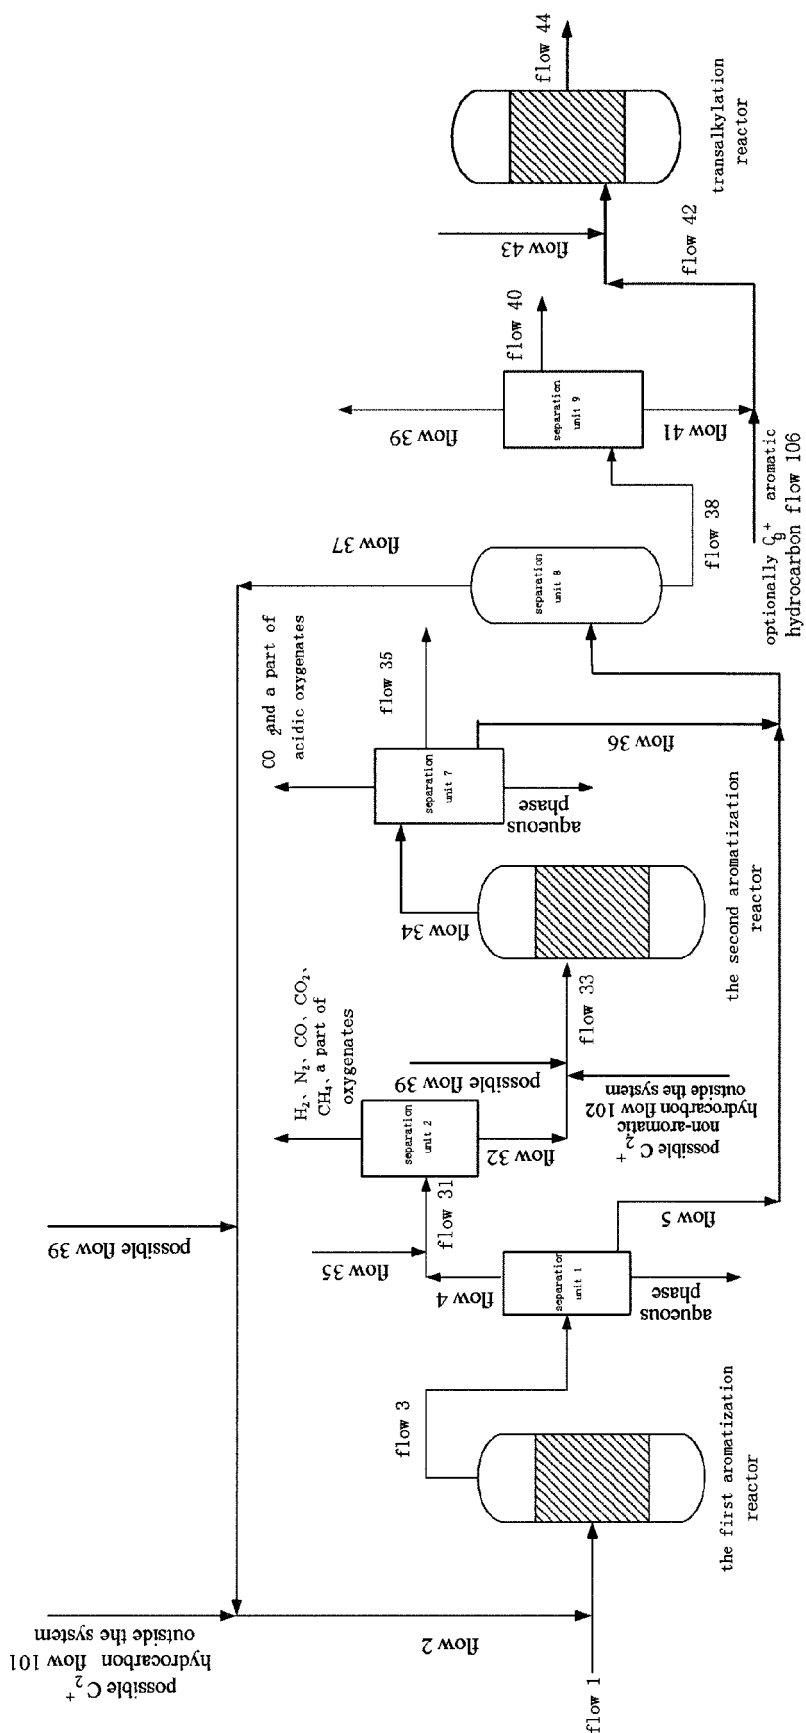 possible C2+
hydrocarbon flow 101
outside the system
flow 1
flow 2
the first aromatization
reactor
flow 3
possible flow 39
separation
unit 1
aqueous
phase
flow 4
flow 5
flow 35
flow 31
separation
unit 2
H2、N2、CO、CO2、
CH4、a part of
oxygenates
flow 32
possible flow 39
possible C2+
non-aromatic
hydrocarbon flow 102
outside the system
flow 33
the second aromatization
reactor
flow 34
separation
unit 7
aqueous
phase
CO2 and a part of
acidic oxygenates
flow 35
flow 36
flow 37
separation
unit 8
flow 38
separation
unit 9
flow 39
flow 40
flow 41
optionally C9+ aromatic
hydrocarbon flow 106
flow 42
flow 43
transalkylation
reactor
flow 44